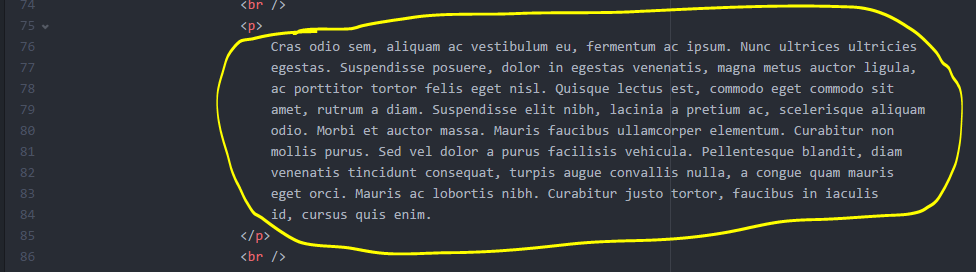 74 <br />
75 <p>
76 Cras odio sem, aliquam ac vestibulum eu, fermentum ac ipsum. Nunc ultrices ultricies
77 egestas. Suspendisse posuere, dolor in egestas venenatis, magna metus auctor ligula,
78 ac porttitor tortor felis eget nisl. Quisque lectus est, commodo eget commodo sit
79 amet, rutrum a diam. Suspendisse elit nibh, lacinia a pretium ac, scelerisque aliquam
80 odio. Morbi et auctor massa. Mauris faucibus ullamcorper elementum. Curabitur non
81 mollis purus. Sed vel dolor a purus facilisis vehicula. Pellentesque blandit, diam
82 venenatis tincidunt consequat, turpis augue convallis nulla, a congue quam mauris
83 eget orci. Mauris ac lobortis nibh. Curabitur justo tortor, faucibus in iaculis
84 id, cursus quis enim.
85 </p>
86 <br />